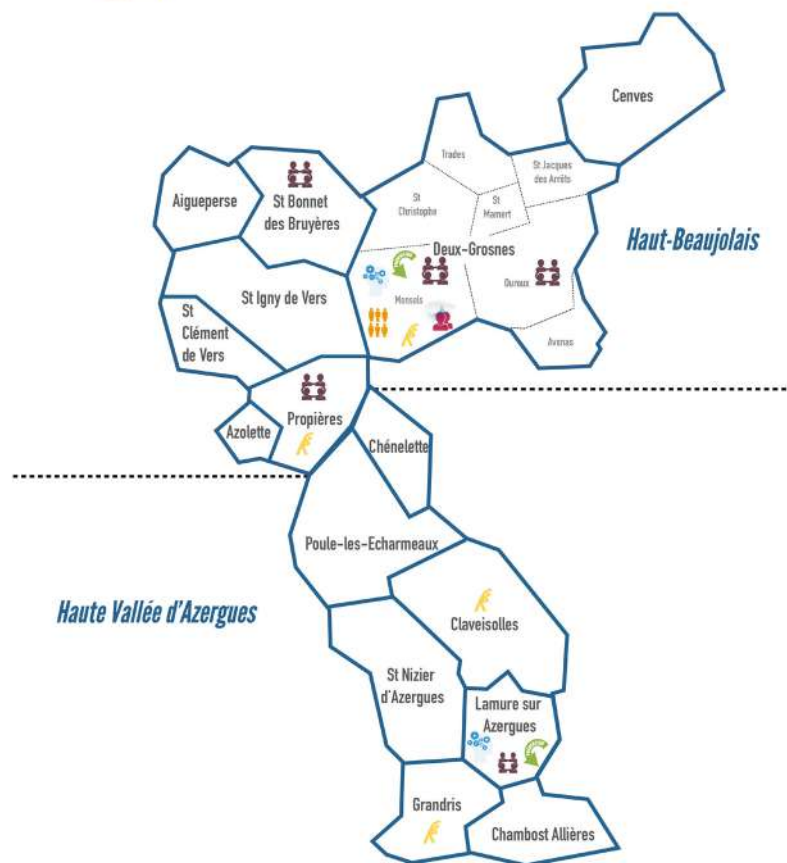 Cenves
Trades
St Jacques
des Arrêts
Aigueperse
St Bonnet
des Bruyères
St
Christophe
St
Mamert
Deux-Grosnes
Haut-Beaujolais
Ouroux
St Igny de Vers
Monsols
St
Clément
de Vers
Avenas
Propières
Azolette
Chénelette
Poule-les-Echarmeaux
Haute Vallée d'Azergues
Claveisolles
St Nizier
d'Azergues
Lamure sur
Azergues
Grandris
Chambost Allières